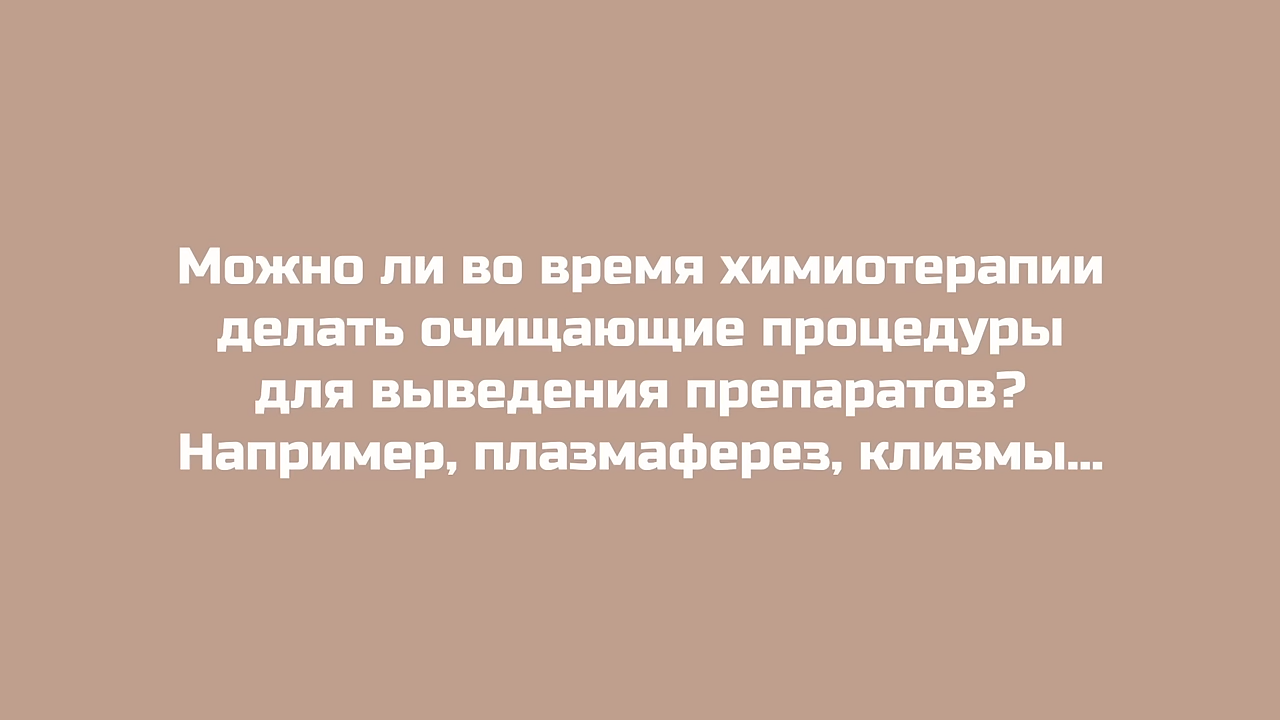 Можно ли во время химиотерапии
делать очищающие процедуры
для выведения препаратов?
Например, плазмаферез, клизмы...